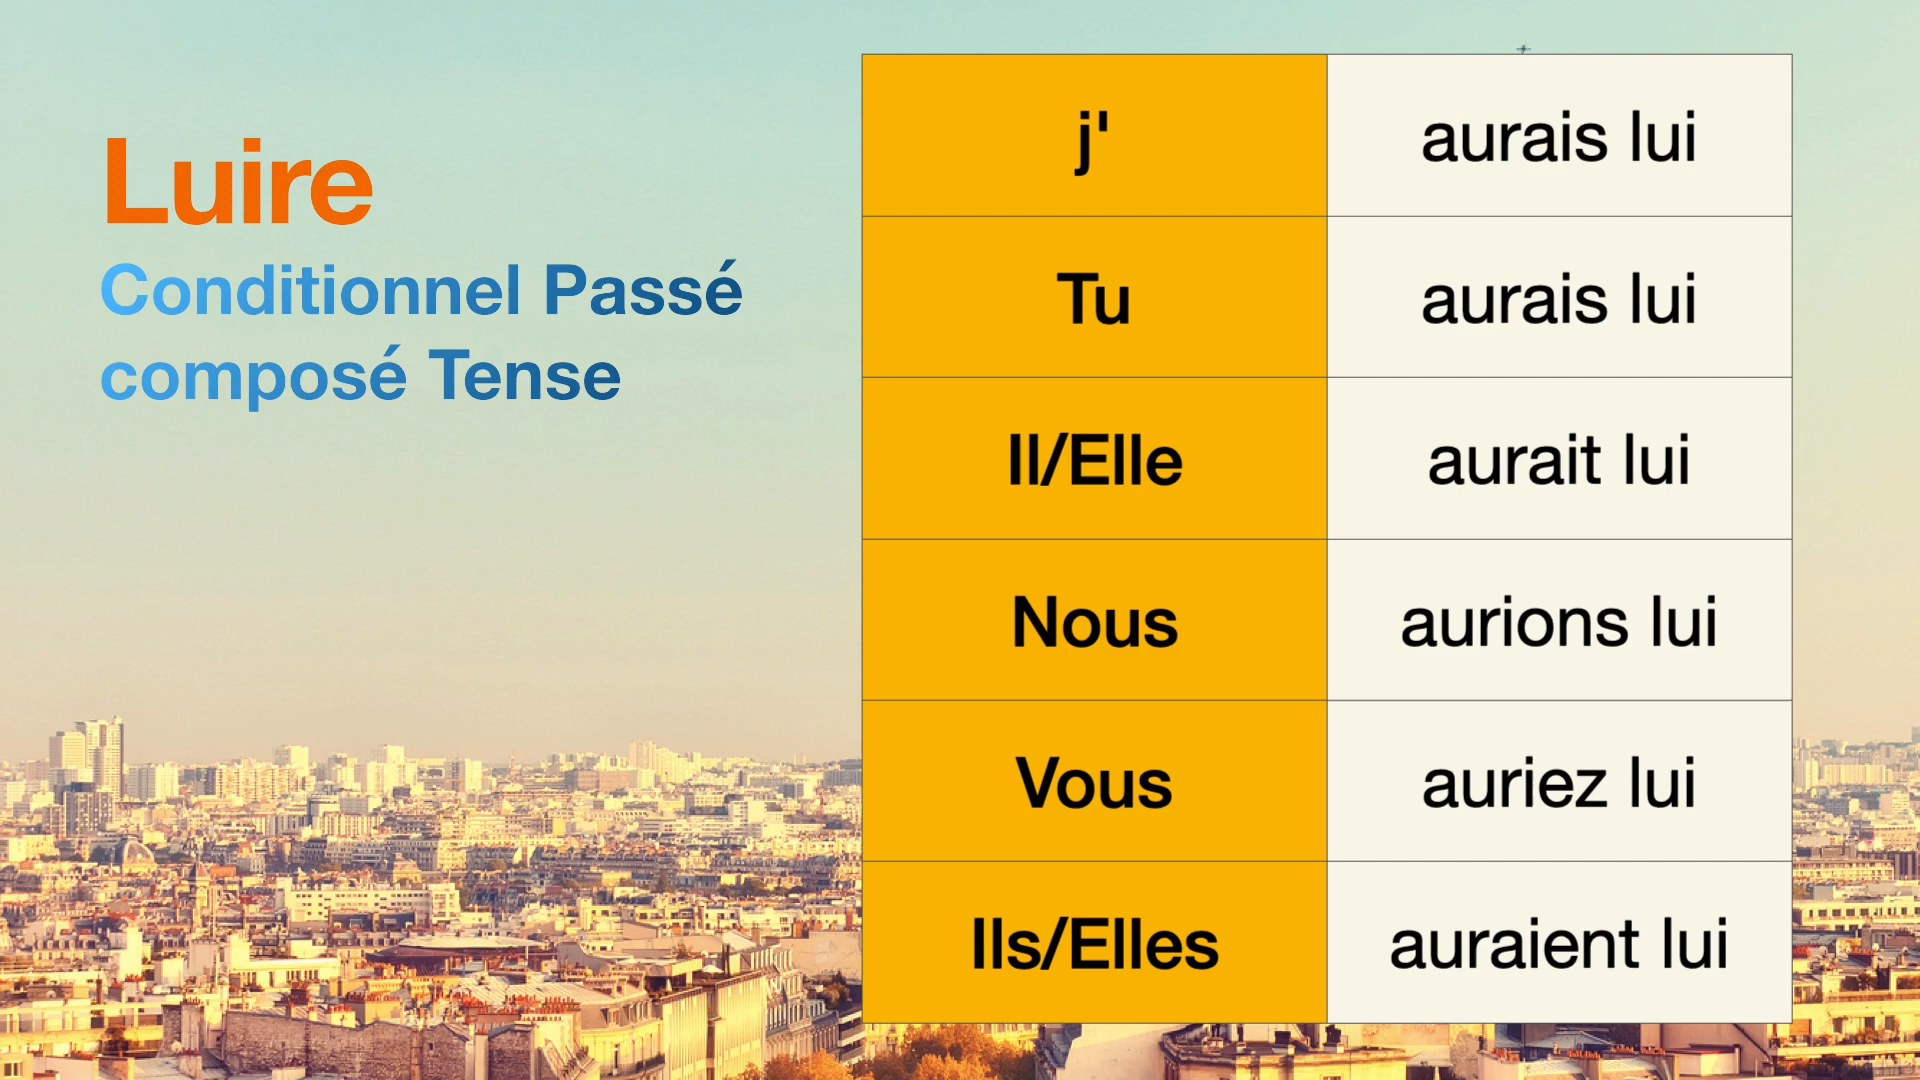 Luire
Conditionnel Passé
composé Tense
j' aurais lui
Tu aurais lui
Il/Elle aurait lui
Nous aurions lui
Vous auriez lui
Ils/Elles auraient lui